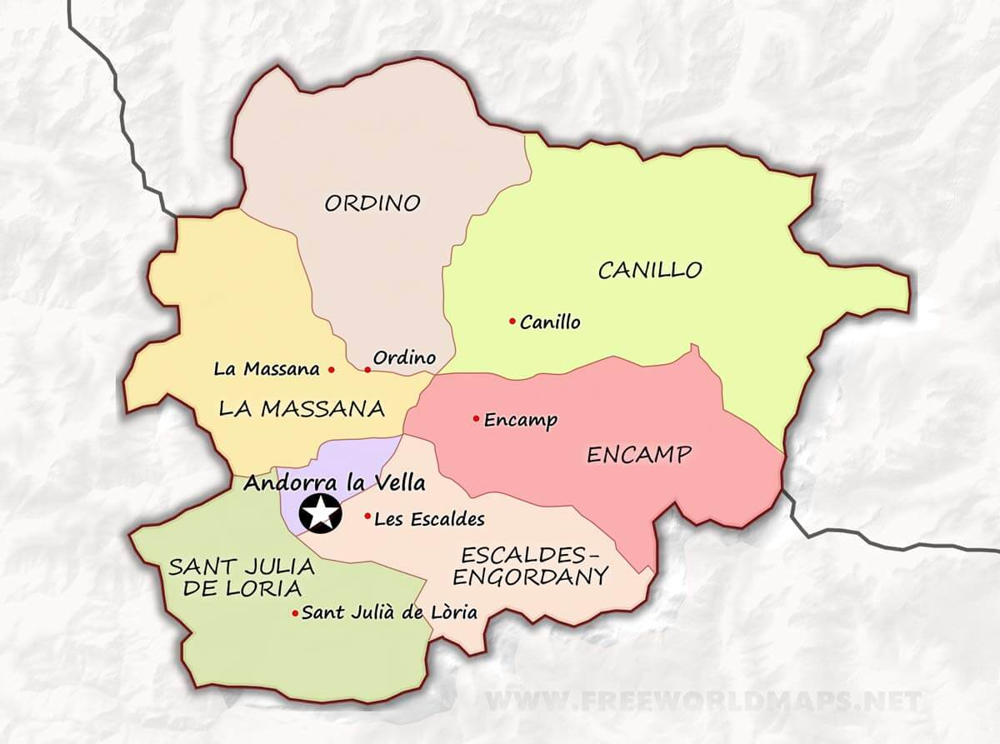 ORDINO
CANILLO
Canillo
Ordino
La Massana
LA MASSANA
Encamp
ENCAMP
Andorra la Vella
Les Escaldes
ESCALDES-
ENGORDANY
SANT JULIA
DE LORIA
Sant Julià de Lòria
WWW.FREEWORLDMAPS.NET